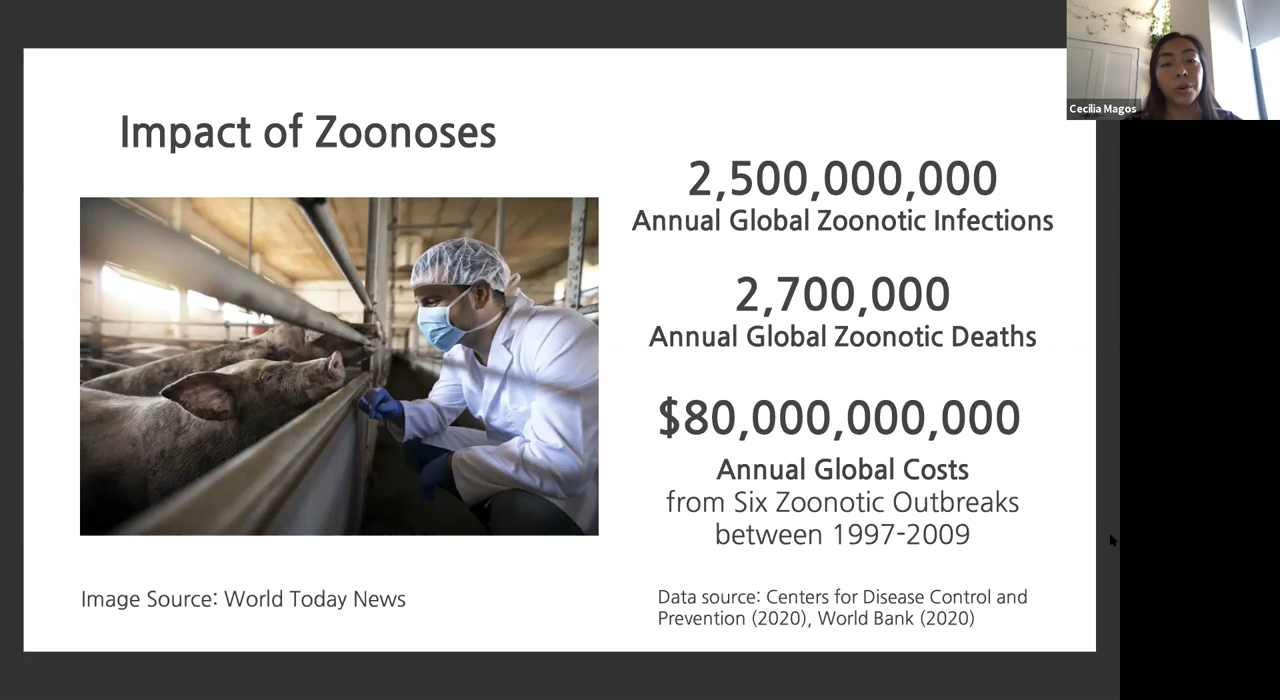 Cecilia Magos
Impact of Zoonoses
2,500,000,000
Annual Global Zoonotic Infections
2,700,000
Annual Global Zoonotic Deaths
$80,000,000,000
Annual Global Costs
from Six Zoonotic Outbreaks
between 1997-2009
Image Source: World Today News
Data source: Centers for Disease Control and
Prevention (2020), World Bank (2020)